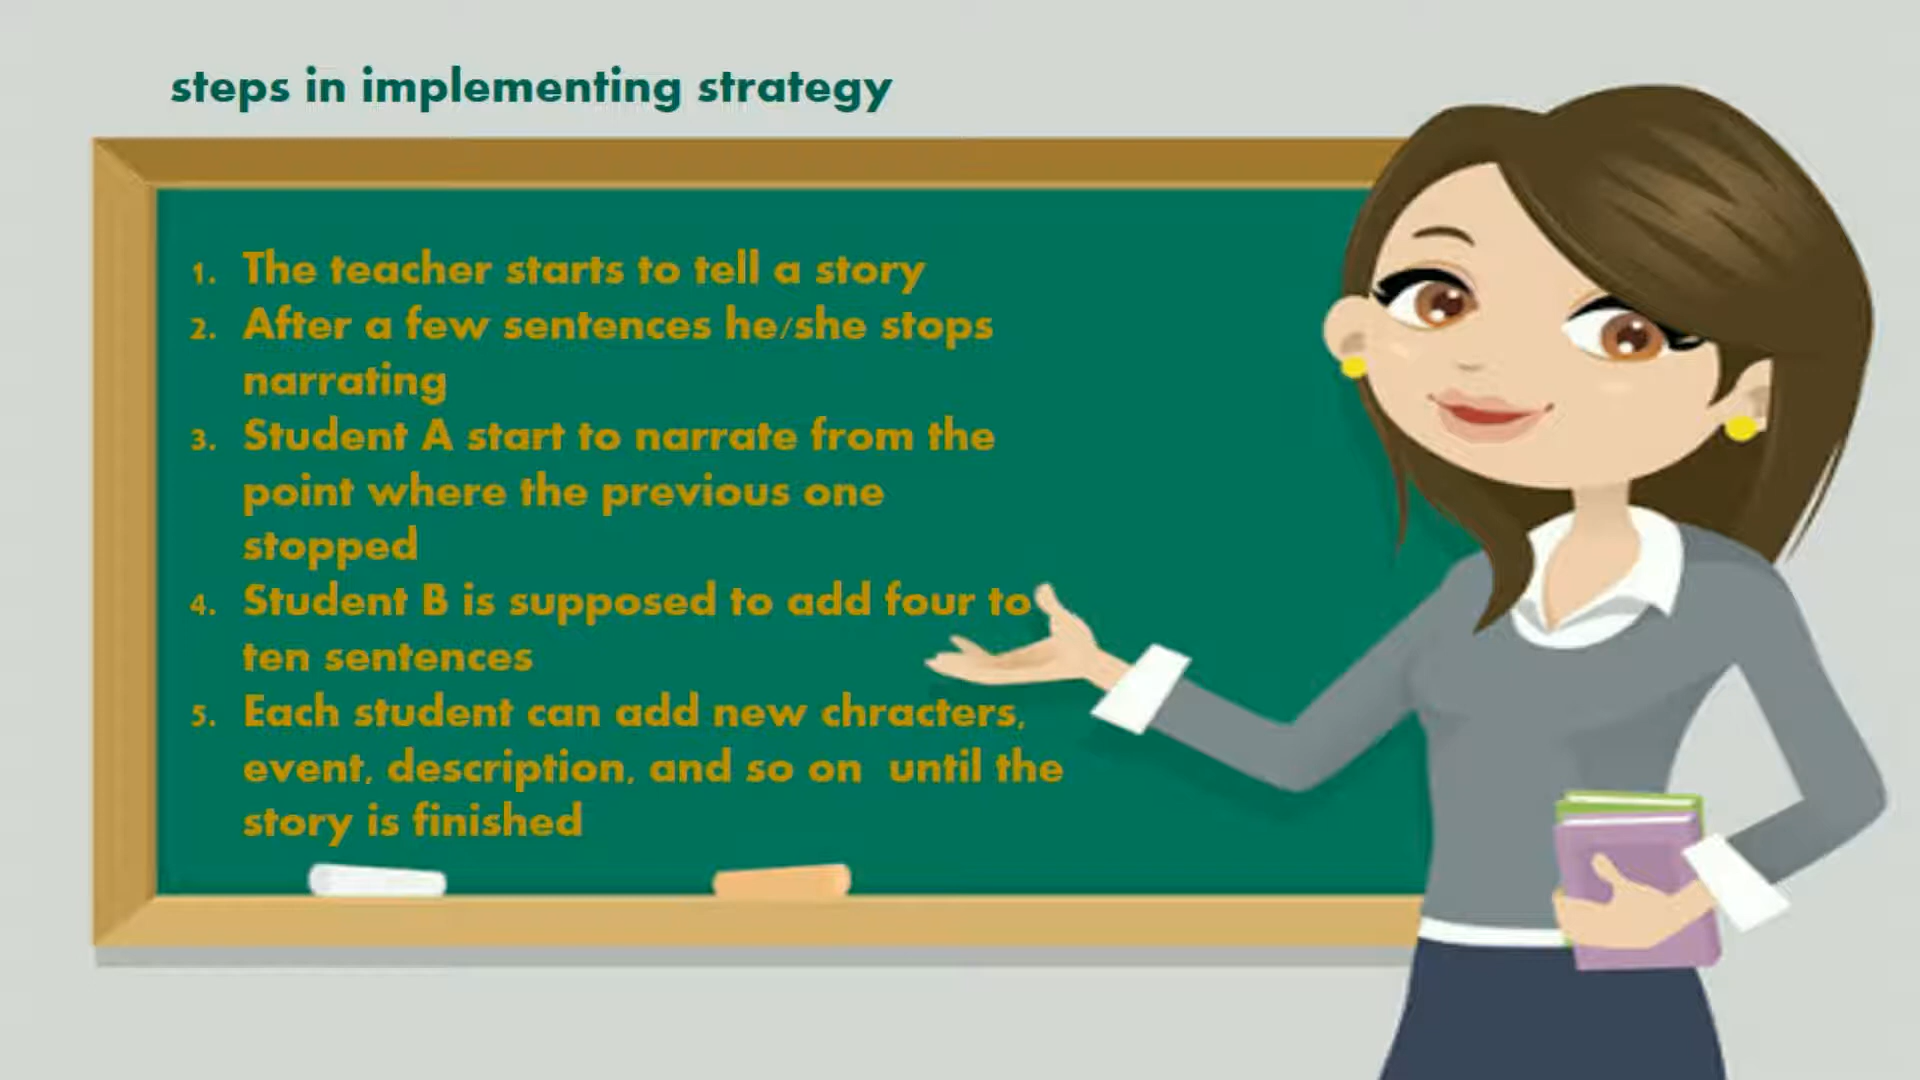 steps in implementing strategy
1. The teacher starts to tell a story
2. After a few sentences he/she stops
narrating
3. Student A start to narrate from the
point where the previous one
stopped
4. Student B is supposed to add four to
ten sentences
5. Each student can add new chracters,
event, description, and so on until the
story is finished